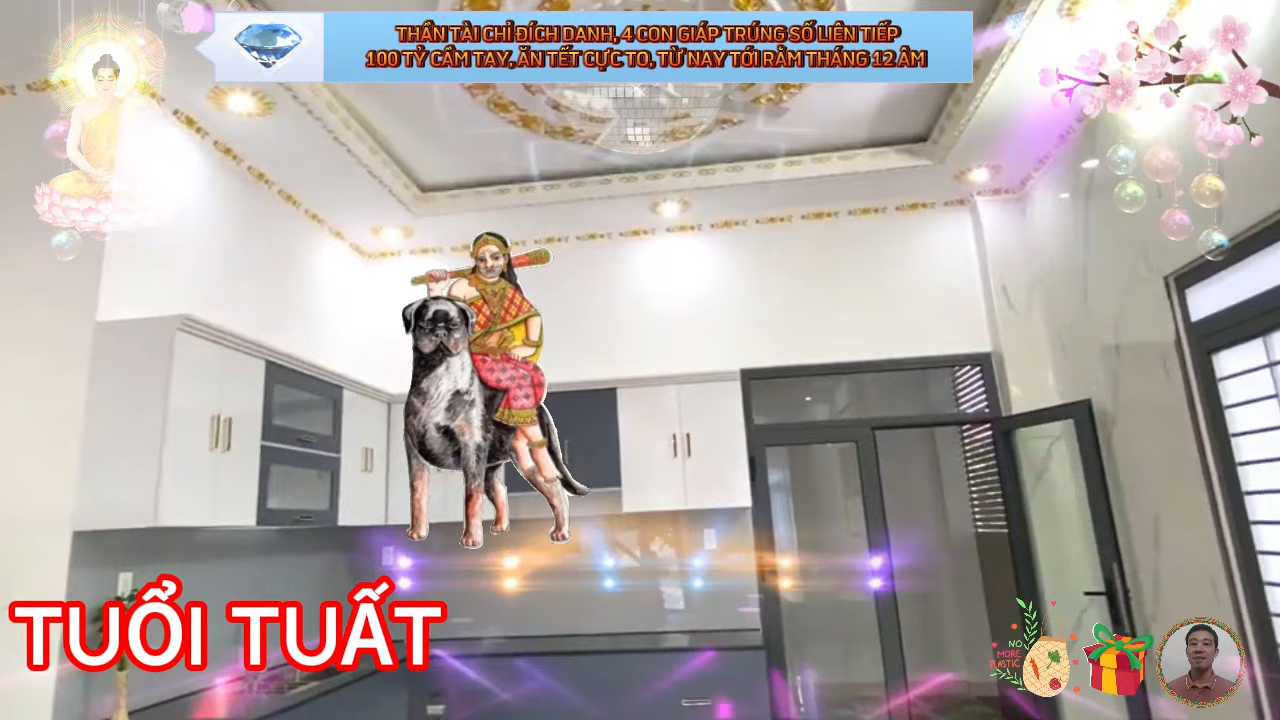 THẦN TÀI CHỈ ĐÍCH DANH, 4 CON GIÁP TRÚNG SỐ LIÊN TIẾP
100 TỶ CẦM TAY, ĂN TẾT CỰC TO, TỪ NAY TỚI RẰM THÁNG 12 ÂM
TUỔI TUẤT
NO
MORE
PLASTIC